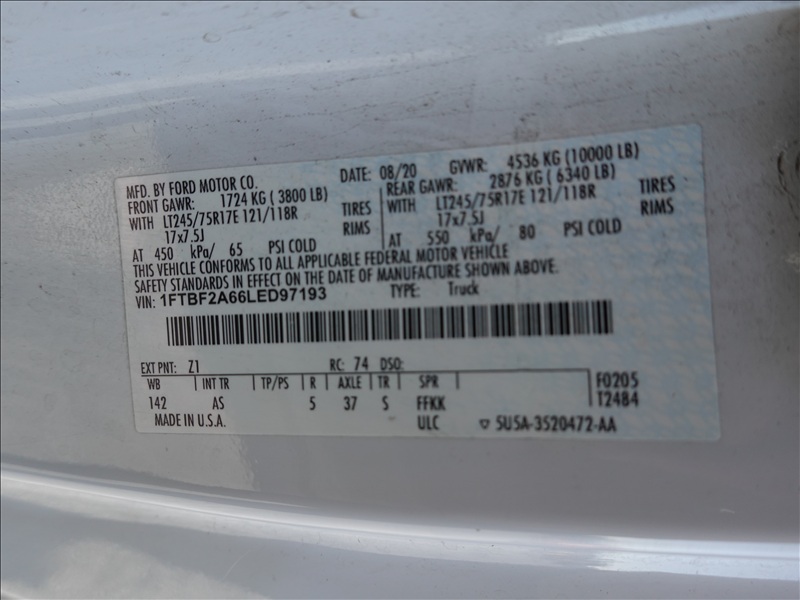 MFD. BY FORD MOTOR CO.
DATE: 08/20 GVWR: 4536 KG (10000 LB)
FRONT GAWR: 1724 KG ( 3800 LB)
REAR GAWR: 2876 KG ( 6340 LB)
WITH LT245/75R17E 121/118R TIRES
WITH LT245/75R17E 121/118R TIRES
17x7.5J RIMS
17x7.5J RIMS
AT 450 kPa/ 65 PSI COLD
AT 550 kPa/ 80 PSI COLD
THIS VEHICLE CONFORMS TO ALL APPLICABLE FEDERAL MOTOR VEHICLE
SAFETY STANDARDS IN EFFECT ON THE DATE OF MANUFACTURE SHOWN ABOVE.
VIN: 1FTBF2A66LED97193 TYPE: Truck
EXT PNT: Z1 RC: 74 DSO:
WB INT TR TP/PS R AXLE TR SPR F0205
142 AS 5 37 S FFKK T2484
MADE IN U.S.A. ULC ▽ 5U5A-3520472-AA